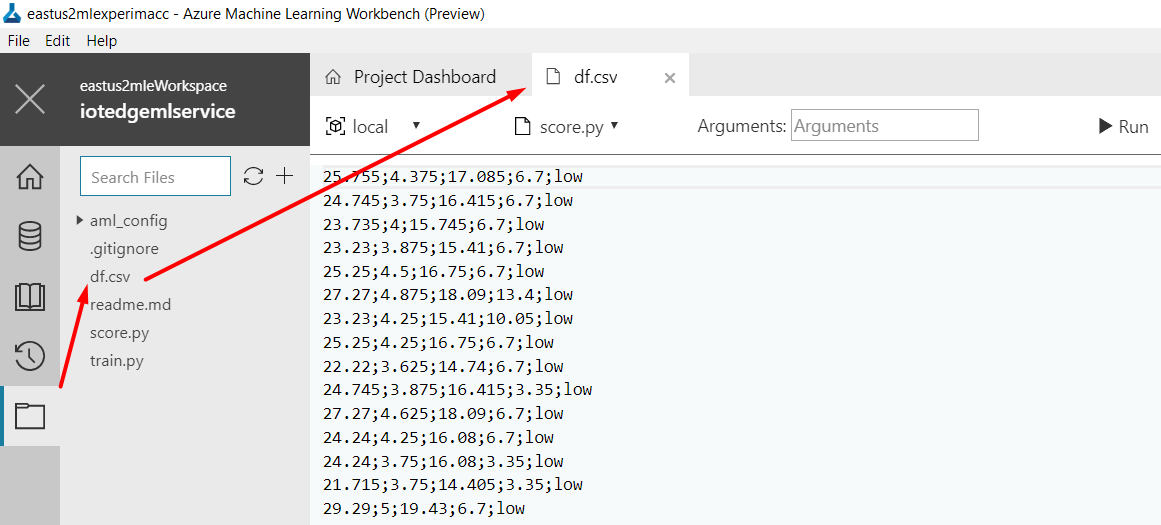 eastus2mlexperimacc - Azure Machine Learning Workbench (Preview)
File Edit Help
eastus2mleWorkspace
iotedgemlservice
Project Dashboard
df.csv
local
score.py
Arguments: Arguments
Run
Search Files
aml_config
.gitignore
df.csv
readme.md
score.py
train.py
25.755;4.375;17.085;6.7;low
24.745;3.75;16.415;6.7;low
23.735;4;15.745;6.7;low
23.23;3.875;15.41;6.7;low
25.25;4.5;16.75;6.7;low
27.27;4.875;18.09;13.4;low
23.23;4.25;15.41;10.05;low
25.25;4.25;16.75;6.7;low
22.22;3.625;14.74;6.7;low
24.745;3.875;16.415;3.35;low
27.27;4.625;18.09;6.7;low
24.24;4.25;16.08;6.7;low
24.24;3.75;16.08;3.35;low
21.715;3.75;14.405;3.35;low
29.29;5;19.43;6.7;low